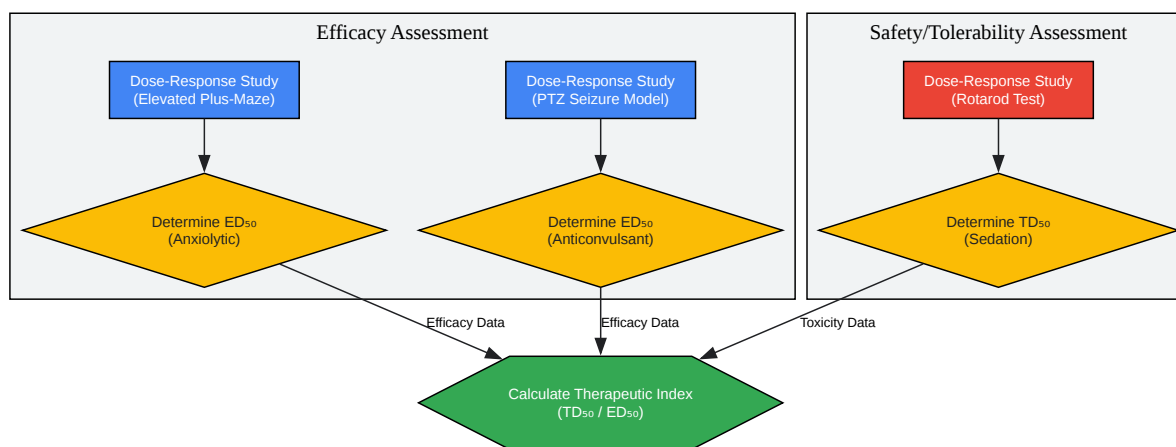 Efficacy Assessment
Safety/Tolerability Assessment
Dose-Response Study
(Elevated Plus-Maze)
Dose-Response Study
(PTZ Seizure Model)
Dose-Response Study
(Rotarod Test)
Determine ED₅₀
(Anxiolytic)
Determine ED₅₀
(Anticonvulsant)
Determine TD₅₀
(Sedation)
Efficacy Data
Efficacy Data
Toxicity Data
Calculate Therapeutic Index
(TD₅₀ / ED₅₀)